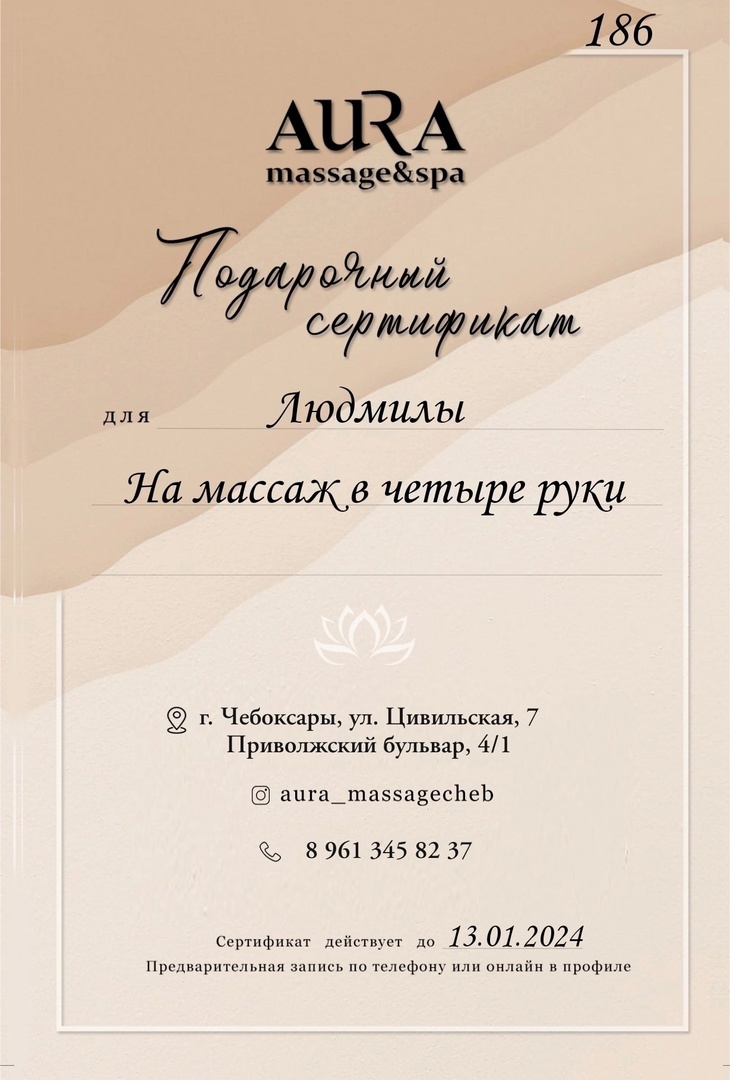 186
AURA
massage&spa
Подарочный
сертификат
для Людмилы
На массаж в четыре руки
г. Чебоксары, ул. Цивильская, 7
Приволжский бульвар, 4/1
aura_massagecheb
8 961 345 82 37
Сертификат действует до 13.01.2024
Предварительная запись по телефону или онлайн в профиле